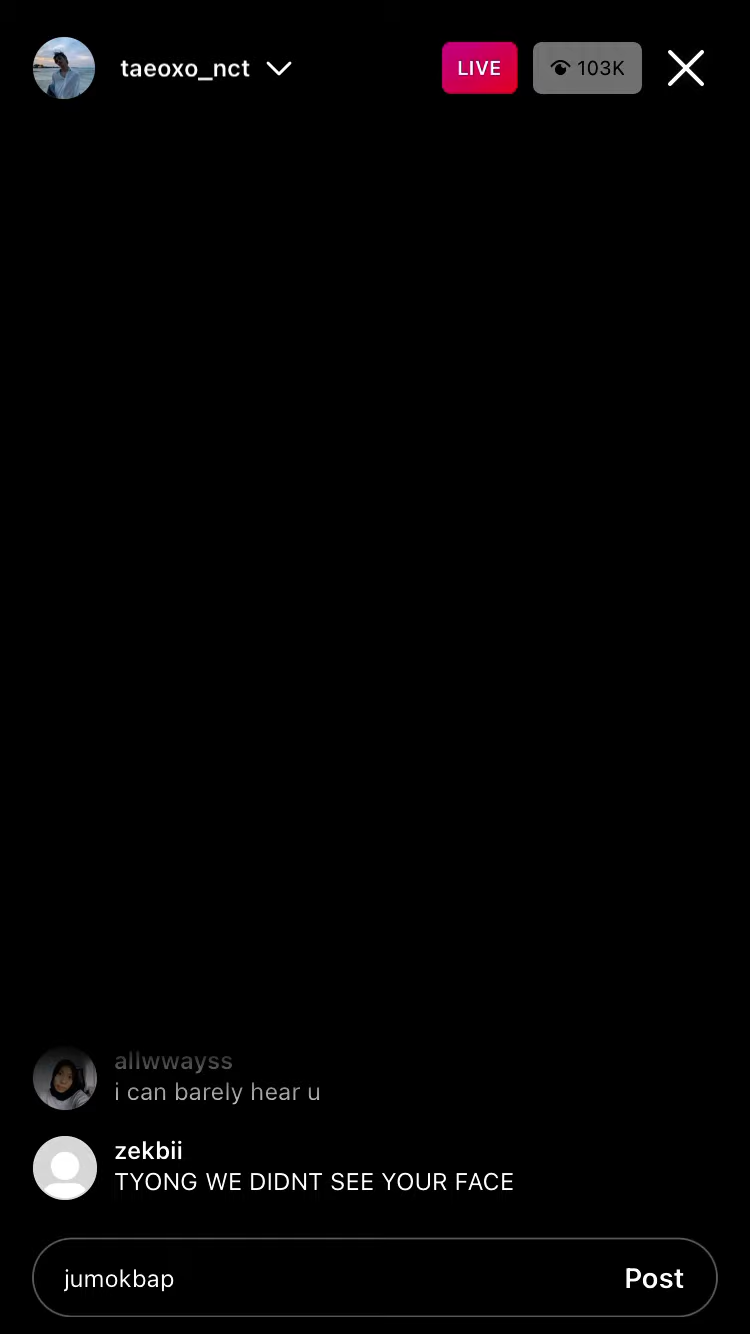 taeoxo_nct
LIVE
103K
allwwayss
i can barely hear u
zekbii
TYONG WE DIDNT SEE YOUR FACE
jumokbap
Post